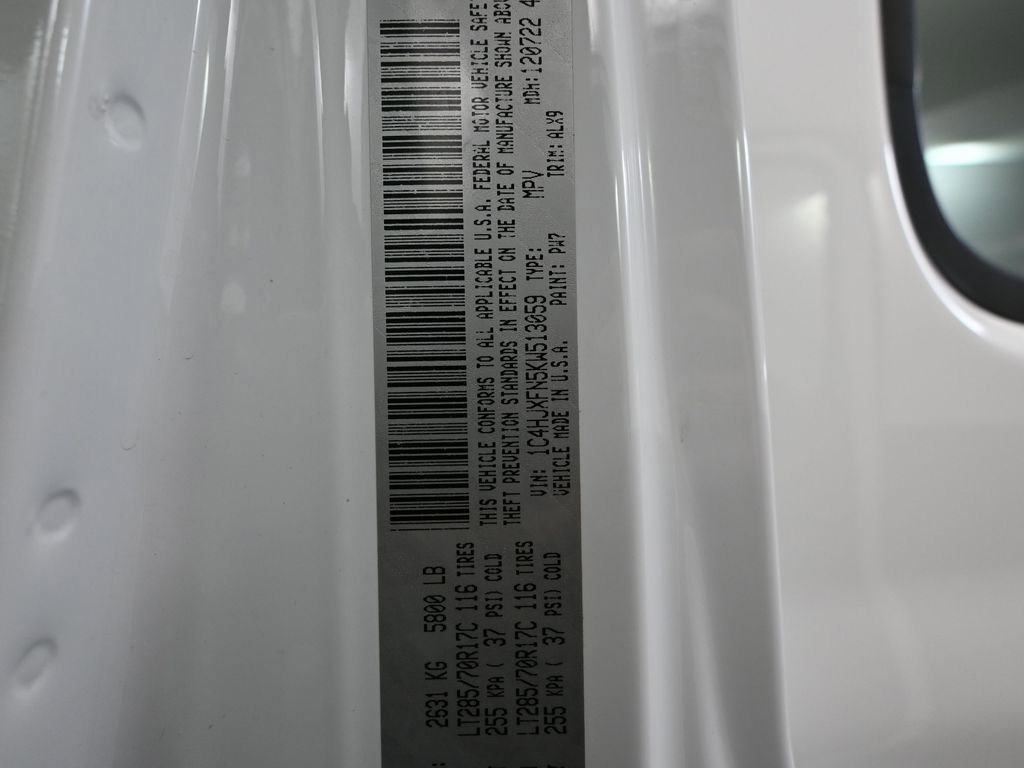 : 2631 KG 5800 LB
LT285/70R17C 116 TIRES
255 KPA ( 37 PSI) COLD
LT285/70R17C 116 TIRES
255 KPA ( 37 PSI) COLD
THIS VEHICLE CONFORMS TO ALL APPLICABLE U.S.A. FEDERAL MOTOR VEHICLE SAFE
THEFT PREVENTION STANDARDS IN EFFECT ON THE DATE OF MANUFACTURE SHOWN ABO
VIN: 1C4HJXFN5KW513059 TYPE: MPV MDH: 120722 4
VEHICLE MADE IN U.S.A. PAINT: PW7 TRIM: ALX9